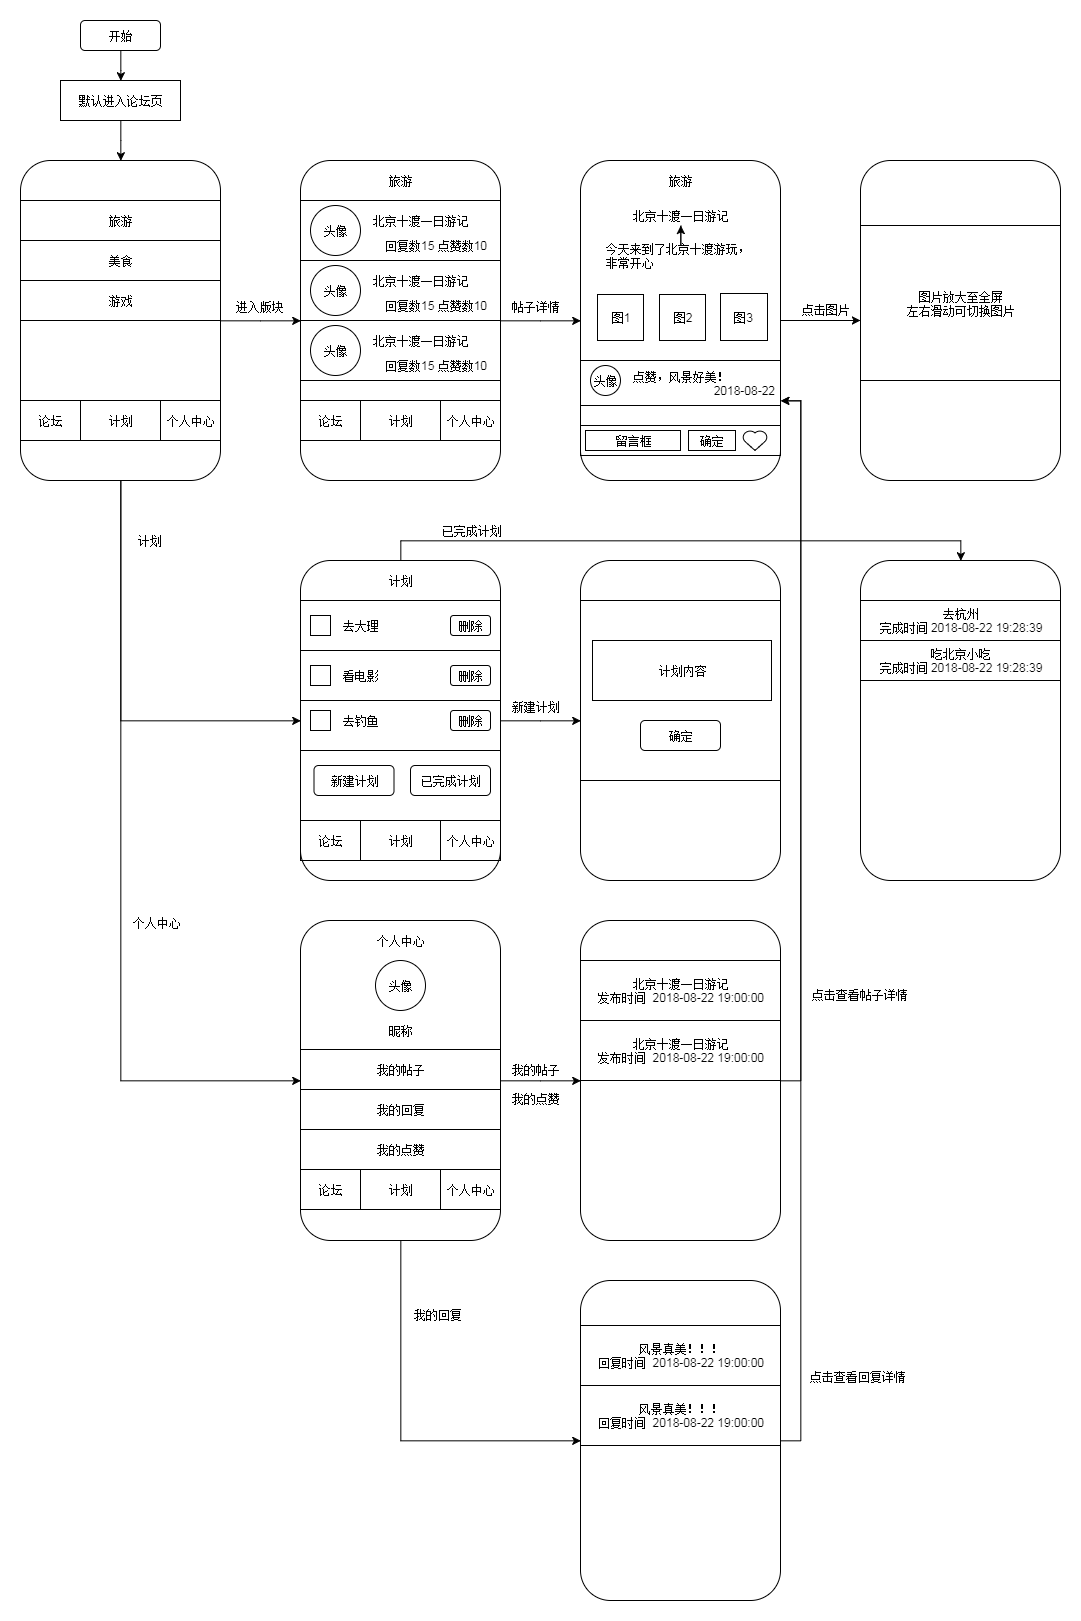 开始
默认进入论坛页
旅游
美食
游戏
论坛
计划
个人中心
进入版块
旅游
头像
北京十渡一日游记
回复数15 点赞数10
头像
北京十渡一日游记
回复数15 点赞数10
头像
北京十渡一日游记
回复数15 点赞数10
论坛
计划
个人中心
帖子详情
旅游
北京十渡一日游记
今天来到了北京十渡游玩，
非常开心
图1
图2
图3
头像
点赞，风景好美！
2018-08-22
留言框
确定
点击图片
图片放大至全屏
左右滑动可切换图片
计划
已完成计划
计划
去大理
删除
看电影
删除
去钓鱼
删除
新建计划
已完成计划
论坛
计划
个人中心
新建计划
计划内容
确定
去杭州
完成时间 2018-08-22 19:28:39
吃北京小吃
完成时间 2018-08-22 19:28:39
个人中心
个人中心
头像
昵称
我的帖子
我的回复
我的点赞
论坛
计划
个人中心
我的帖子
我的点赞
北京十渡一日游记
发布时间 2018-08-22 19:00:00
北京十渡一日游记
发布时间 2018-08-22 19:00:00
点击查看帖子详情
我的回复
风景真美！！！
回复时间 2018-08-22 19:00:00
风景真美！！！
回复时间 2018-08-22 19:00:00
点击查看回复详情